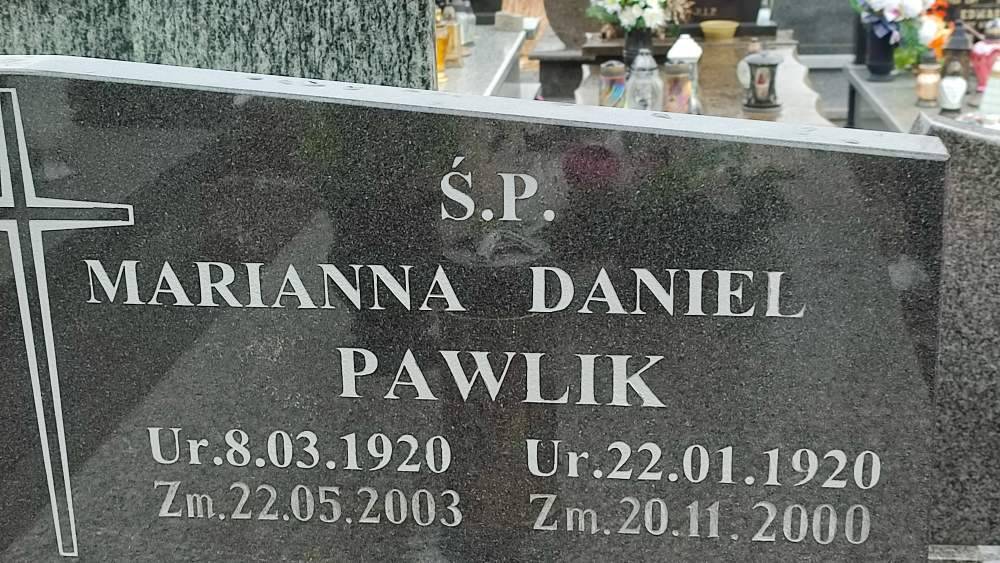 Ś.P.
MARIANNA DANIEL
PAWLIK
Ur.8.03.1920 Ur.22.01.1920
Zm.22.05.2003 Zm.20.11.2000